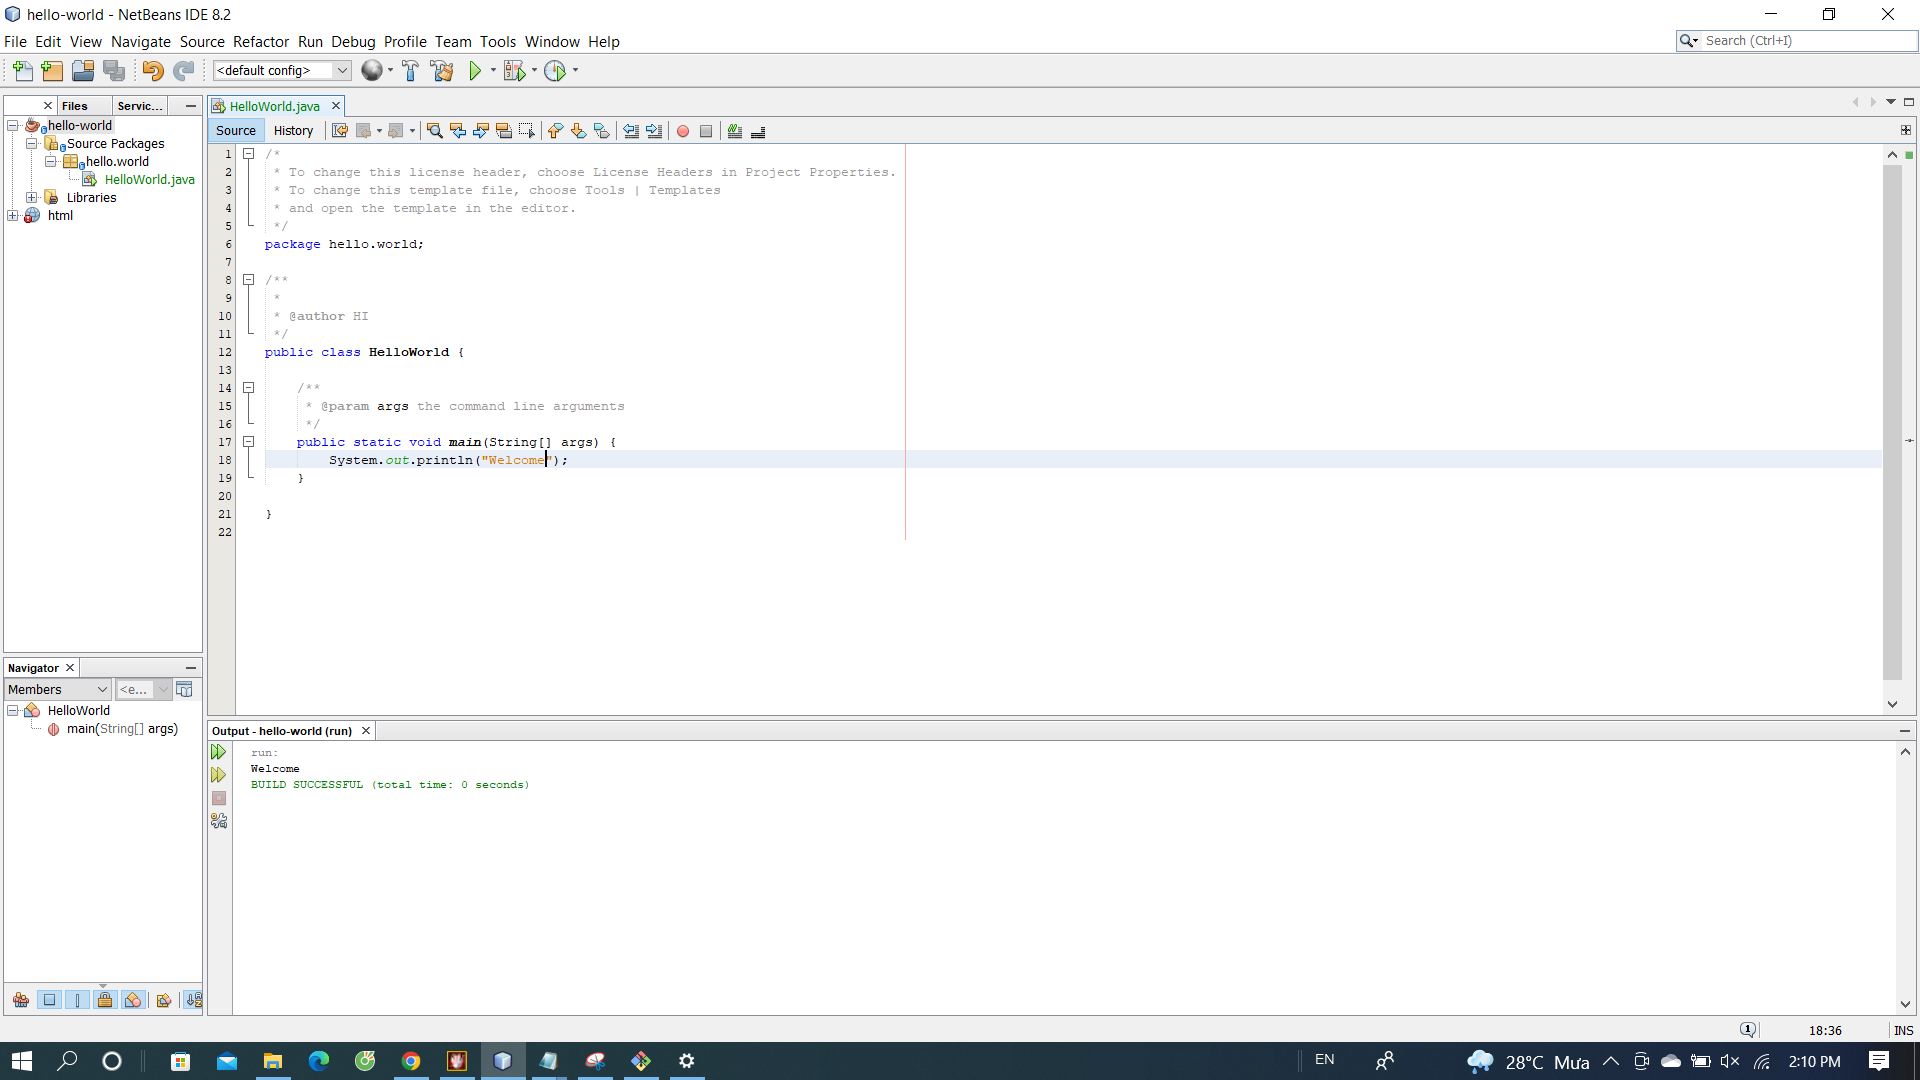 hello-world - NetBeans IDE 8.2
File Edit View Navigate Source Refactor Run Debug Profile Team Tools Window Help
Search (Ctrl+I)
<default config>
Files Servic...
HelloWorld.java
hello-world
Source Packages
hello.world
HelloWorld.java
Libraries
html
Source History
1 /*
2 * To change this license header, choose License Headers in Project Properties.
3 * To change this template file, choose Tools | Templates
4 * and open the template in the editor.
5 */
6 package hello.world;
7
8 /**
9 *
10 * @author HI
11 */
12 public class HelloWorld {
13
14 /**
15 * @param args the command line arguments
16 */
17 public static void main(String[] args) {
18 System.out.println("Welcome");
19 }
20
21 }
22
Navigator
Members <e...
HelloWorld
main(String[] args)
Output - hello-world (run)
run:
Welcome
BUILD SUCCESSFUL (total time: 0 seconds)
1 18:36 INS
EN 28°C Mưa 2:10 PM